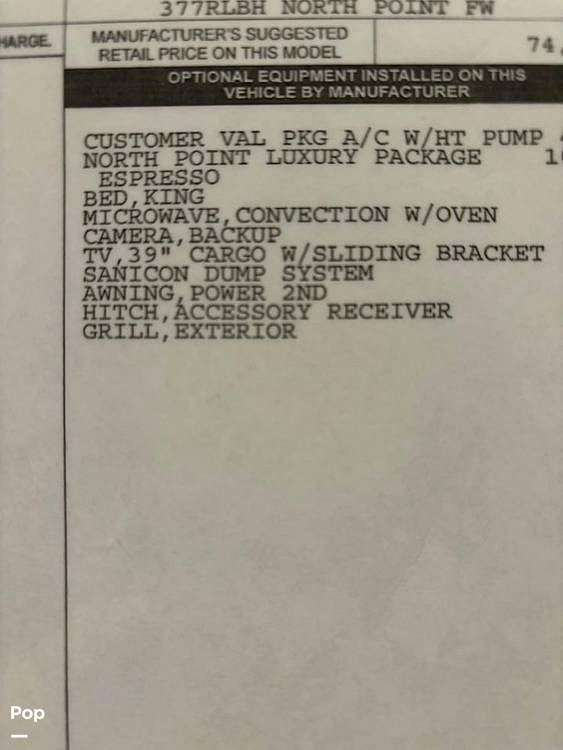 377RLBH NORTH POINT FW
HARGE.
MANUFACTURER'S SUGGESTED
RETAIL PRICE ON THIS MODEL
74,
OPTIONAL EQUIPMENT INSTALLED ON THIS
VEHICLE BY MANUFACTURER
CUSTOMER VAL PKG A/C W/HT PUMP
NORTH POINT LUXURY PACKAGE 1
ESPRESSO
BED,KING
MICROWAVE,CONVECTION W/OVEN
CAMERA,BACKUP
TV,39" CARGO W/SLIDING BRACKET
SANICON DUMP SYSTEM
AWNING,POWER 2ND
HITCH,ACCESSORY RECEIVER
GRILL,EXTERIOR
Pop